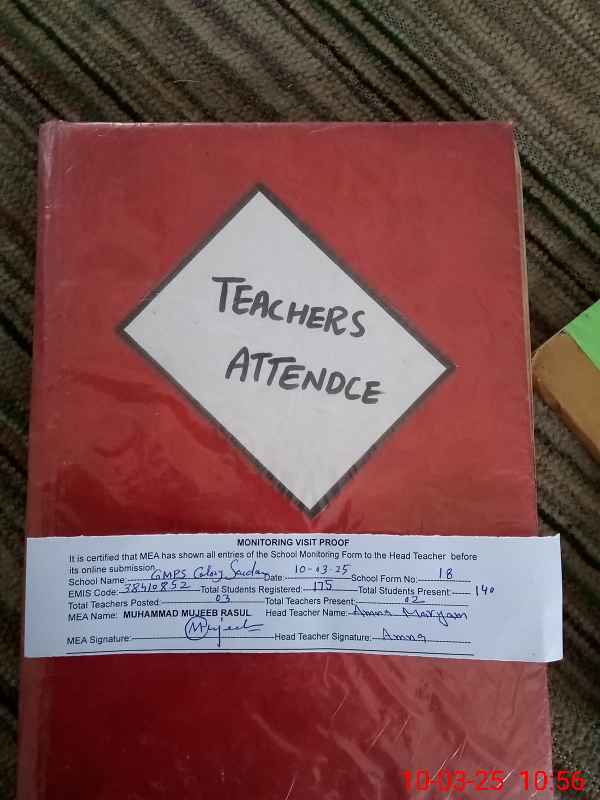 TEACHERS
ATTENDCE
MONITORING VISIT PROOF
It is certified that MEA has shown all entries of the School Monitoring Form to the Head Teacher before
its online submission
School Name: GMPS Date: 10-03-25 School Form No: 18
EMIS Code: 38410852 Total Students Registered: 175 Total Students Present: 140
Total Teachers Posted: 03 Total Teachers Present: 02
MEA Name: MUHAMMAD MUJEEB RASUL Head Teacher Name: Amna Maryam
MEA Signature: Mujeeb Head Teacher Signature: Amna
10-03-25 10:56